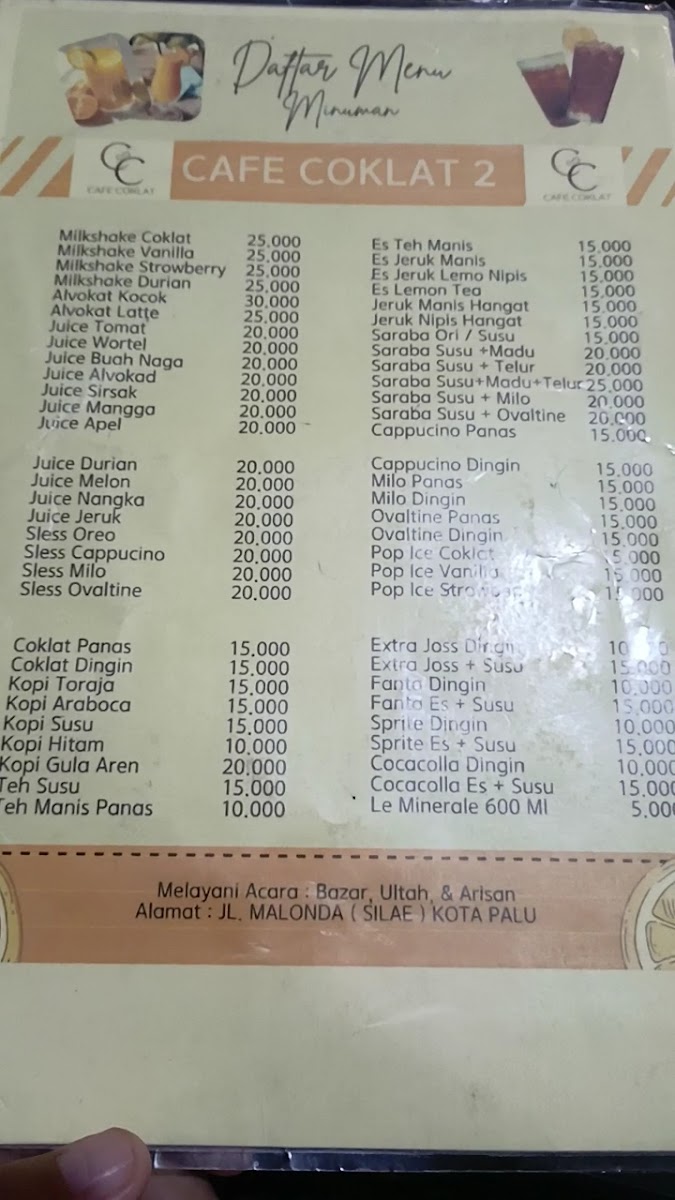 Daftar Menu
Minuman
CC
CAFE COKLAT
CAFE COKLAT 2
CC
CAFE COKLAT
Milkshake Coklat 25.000
Milkshake Vanilla 25.000
Milkshake Strowberry 25.000
Milkshake Durian 25.000
Alvokat Kocok 30.000
Alvokat Latte 25.000
Juice Tomat 20.000
Juice Wortel 20.000
Juice Buah Naga 20.000
Juice Alvokad 20.000
Juice Sirsak 20.000
Juice Mangga 20.000
Juice Apel 20.000
Juice Durian 20.000
Juice Melon 20.000
Juice Nangka 20.000
Juice Jeruk 20.000
Sless Oreo 20.000
Sless Cappucino 20.000
Sless Milo 20.000
Sless Ovaltine 20.000
Coklat Panas 15.000
Coklat Dingin 15.000
Kopi Toraja 15.000
Kopi Araboca 15.000
Kopi Susu 15.000
Kopi Hitam 10.000
Kopi Gula Aren 20.000
Teh Susu 15.000
Teh Manis Panas 10.000
Es Teh Manis 15.000
Es Jeruk Manis 15.000
Es Jeruk Lemo Nipis 15.000
Es Lemon Tea 15.000
Jeruk Manis Hangat 15.000
Jeruk Nipis Hangat 15.000
Saraba Ori / Susu 15.000
Saraba Susu +Madu 20.000
Saraba Susu + Telur 20.000
Saraba Susu+Madu+Telur 25.000
Saraba Susu + Milo 20.000
Saraba Susu + Ovaltine 20.000
Cappucino Panas 15.000
Cappucino Dingin 15.000
Milo Panas 15.000
Milo Dingin 15.000
Ovaltine Panas 15.000
Ovaltine Dingin 15.000
Pop Ice Coklat
Pop Ice Vanilla 15.000
Pop Ice 15.000
Extra Joss Dingin
Extra Joss + Susu 15.000
Fanta Dingin 10.000
Fanta Es + Susu 15.000
Sprite Dingin 10.000
Sprite Es + Susu 15.000
Cocacolla Dingin 10.000
Cocacolla Es + Susu 15.000
Le Minerale 600 Ml 5.000
Melayani Acara : Bazar, Ultah, & Arisan
Alamat : JL. MALONDA ( SILAE ) KOTA PALU